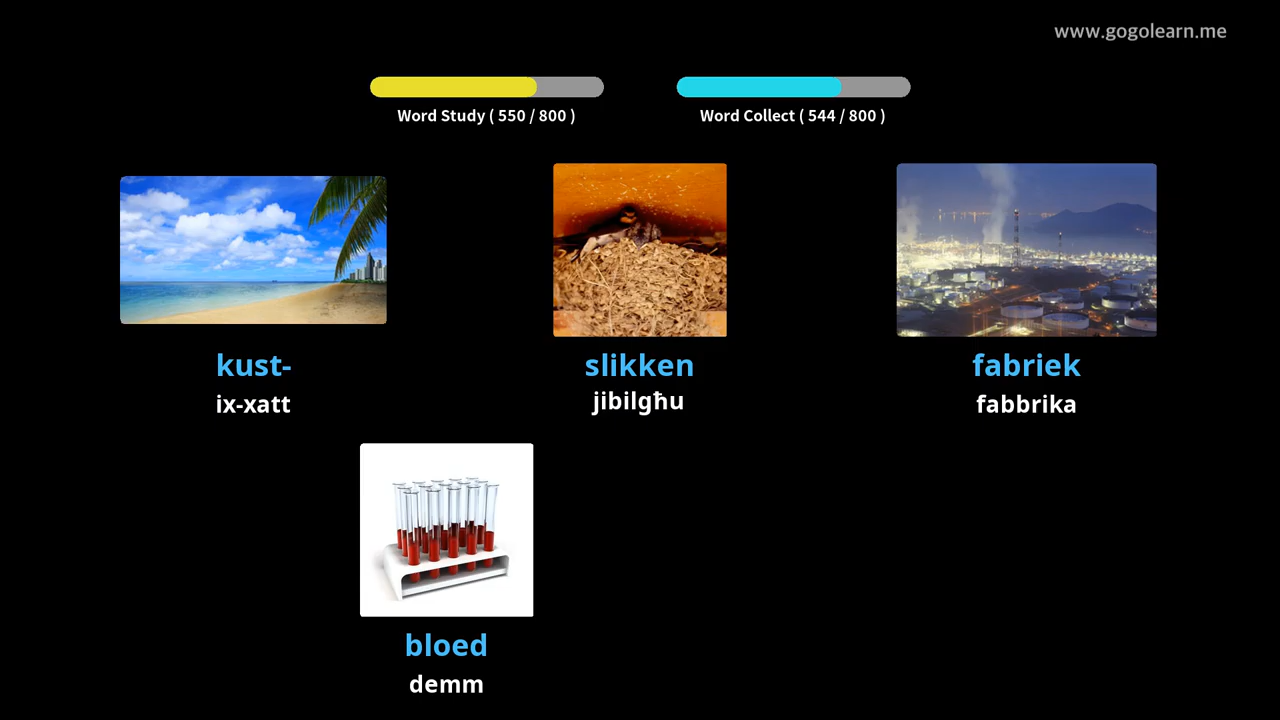 www.gogolearn.me
Word Study ( 550 / 800 )
Word Collect ( 544 / 800 )
kust-
ix-xatt
slikken
jibilgħu
fabriek
fabbrika
bloed
demm